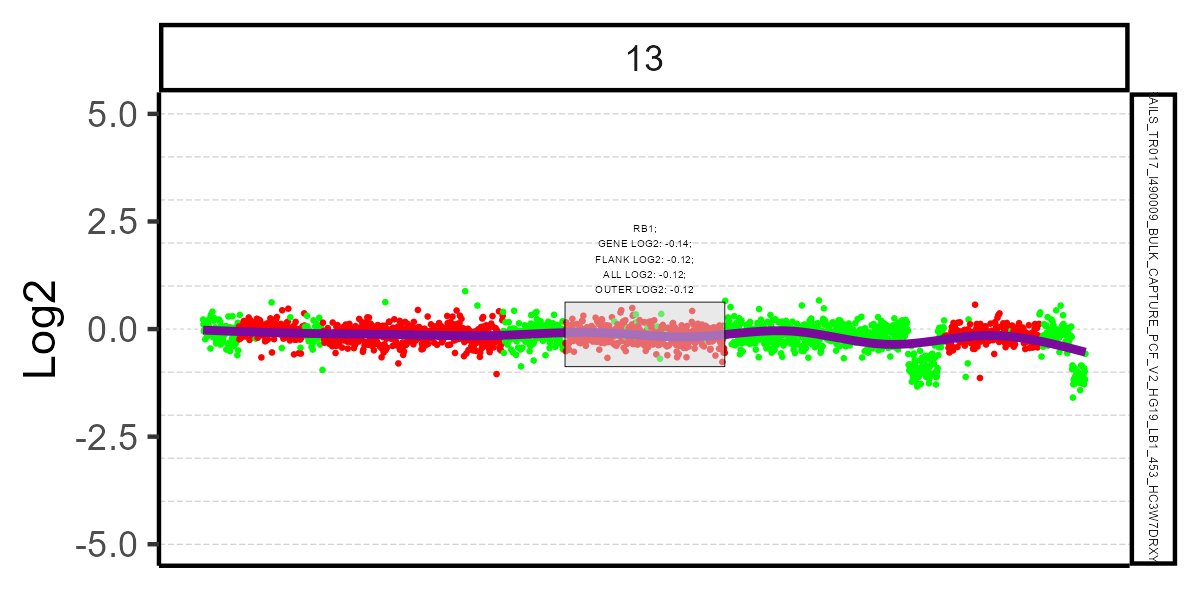 13
5.0
2.5
0.0
-2.5
-5.0
Log2
RB1;
GENE LOG2: -0.14;
FLANK LOG2: -0.12;
ALL LOG2: -0.12;
OUTER LOG2: -0.12
AILS_TR017_I490009_BULK_CAPTURE_PCF_V2_HG19_LB1_453_HC3W7DRXY